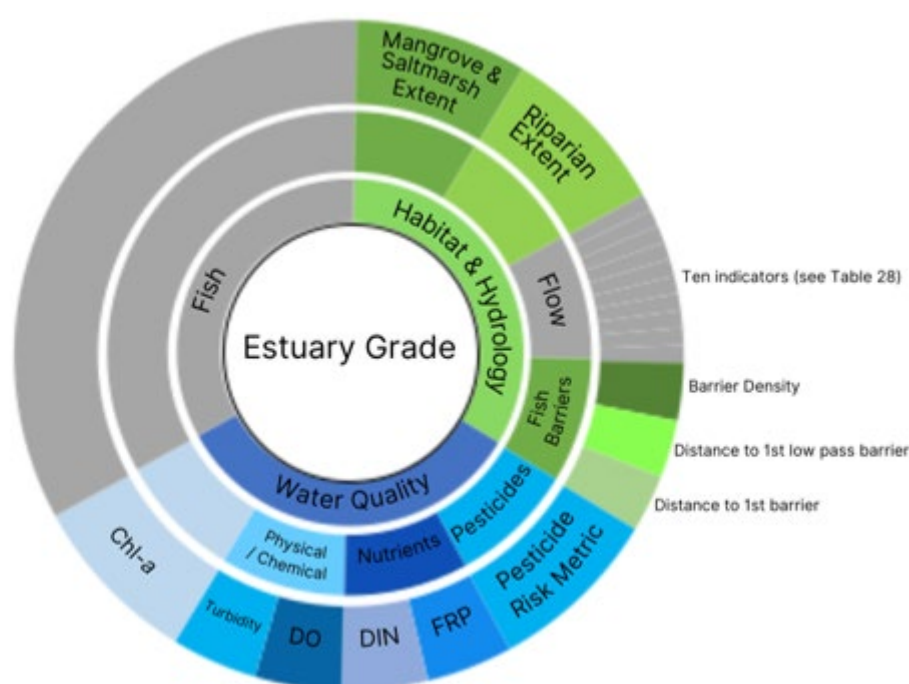 Mangrove &
Saltmarsh
Extent
Riparian
Extent
Habitat & Hydrology
Fish
Flow
Ten indicators (see Table 28)
Estuary Grade
Barrier Density
Fish
Barriers
Distance to 1st low pass barrier
Distance to 1st barrier
Water Quality
Pesticides
Pesticide
Risk Metric
Chl-a
Physical
/ Chemical
Nutrients
Turbidity
DO
DIN
FRP